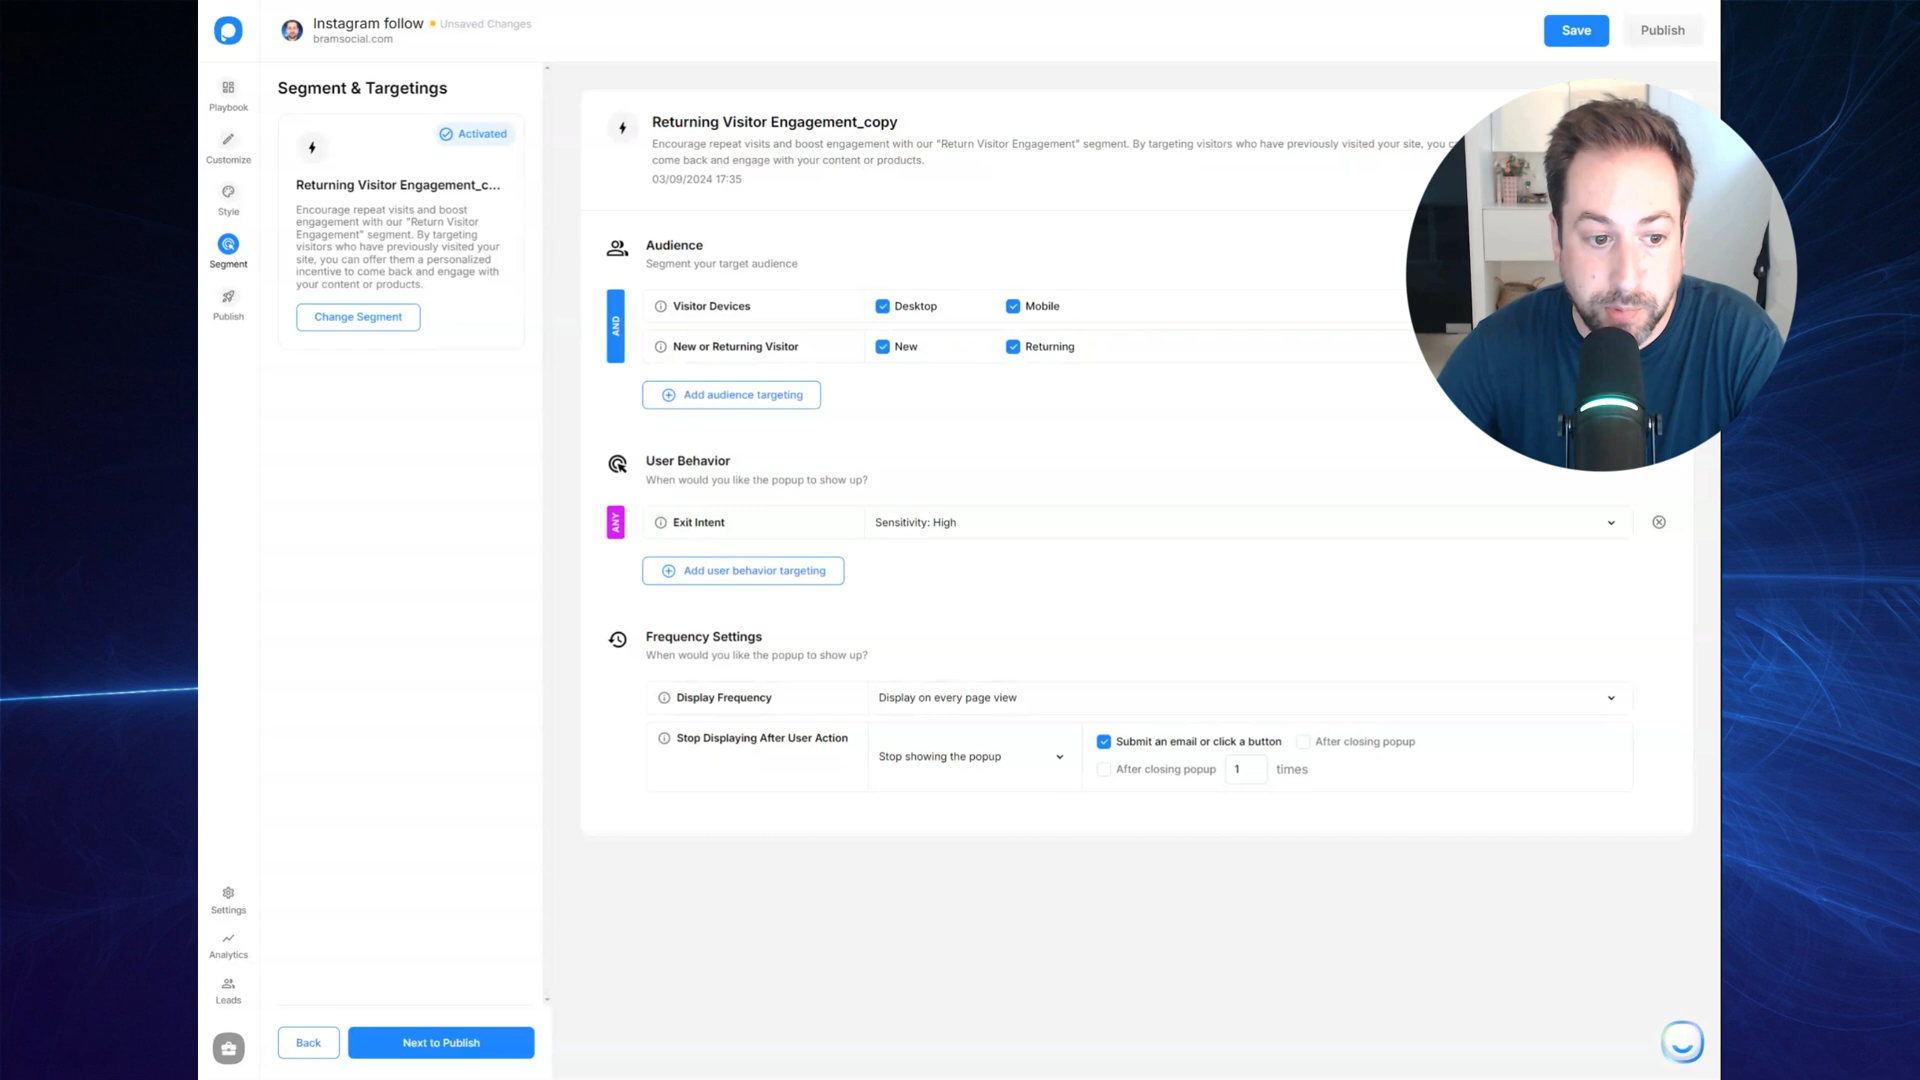 Instagram follow
Unsaved Changes
bramsocial.com
Save
Publish
Playbook
Customize
Style
Segment
Publish
Settings
Analytics
Leads
Segment & Targetings
Activated
Returning Visitor Engagement_c...
Encourage repeat visits and boost
engagement with our "Return Visitor
Engagement" segment. By targeting
visitors who have previously visited your
site, you can offer them a personalized
incentive to come back and engage with
your content or products.
Change Segment
Back
Next to Publish
Returning Visitor Engagement_copy
Encourage repeat visits and boost engagement with our "Return Visitor Engagement" segment. By targeting visitors who have previously visited your site, you c
come back and engage with your content or products.
03/09/2024 17:35
Audience
Segment your target audience
AND
Visitor Devices
Desktop
Mobile
New or Returning Visitor
New
Returning
Add audience targeting
User Behavior
When would you like the popup to show up?
ANY
Exit Intent
Sensitivity: High
Add user behavior targeting
Frequency Settings
When would you like the popup to show up?
Display Frequency
Display on every page view
Stop Displaying After User Action
Stop showing the popup
Submit an email or click a button
After closing popup
After closing popup
1
times